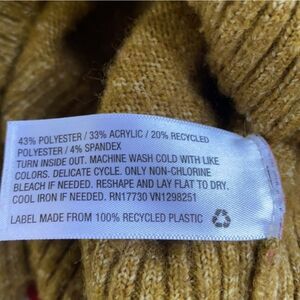 43% POLYESTER / 33% ACRYLIC / 20% RECYCLED
POLYESTER / 4% SPANDEX
TURN INSIDE OUT. MACHINE WASH COLD WITH LIKE
COLORS. DELICATE CYCLE. ONLY NON-CHLORINE
BLEACH IF NEEDED. RESHAPE AND LAY FLAT TO DRY.
COOL IRON IF NEEDED. RN17730 VN1298251
LABEL MADE FROM 100% RECYCLED PLASTIC